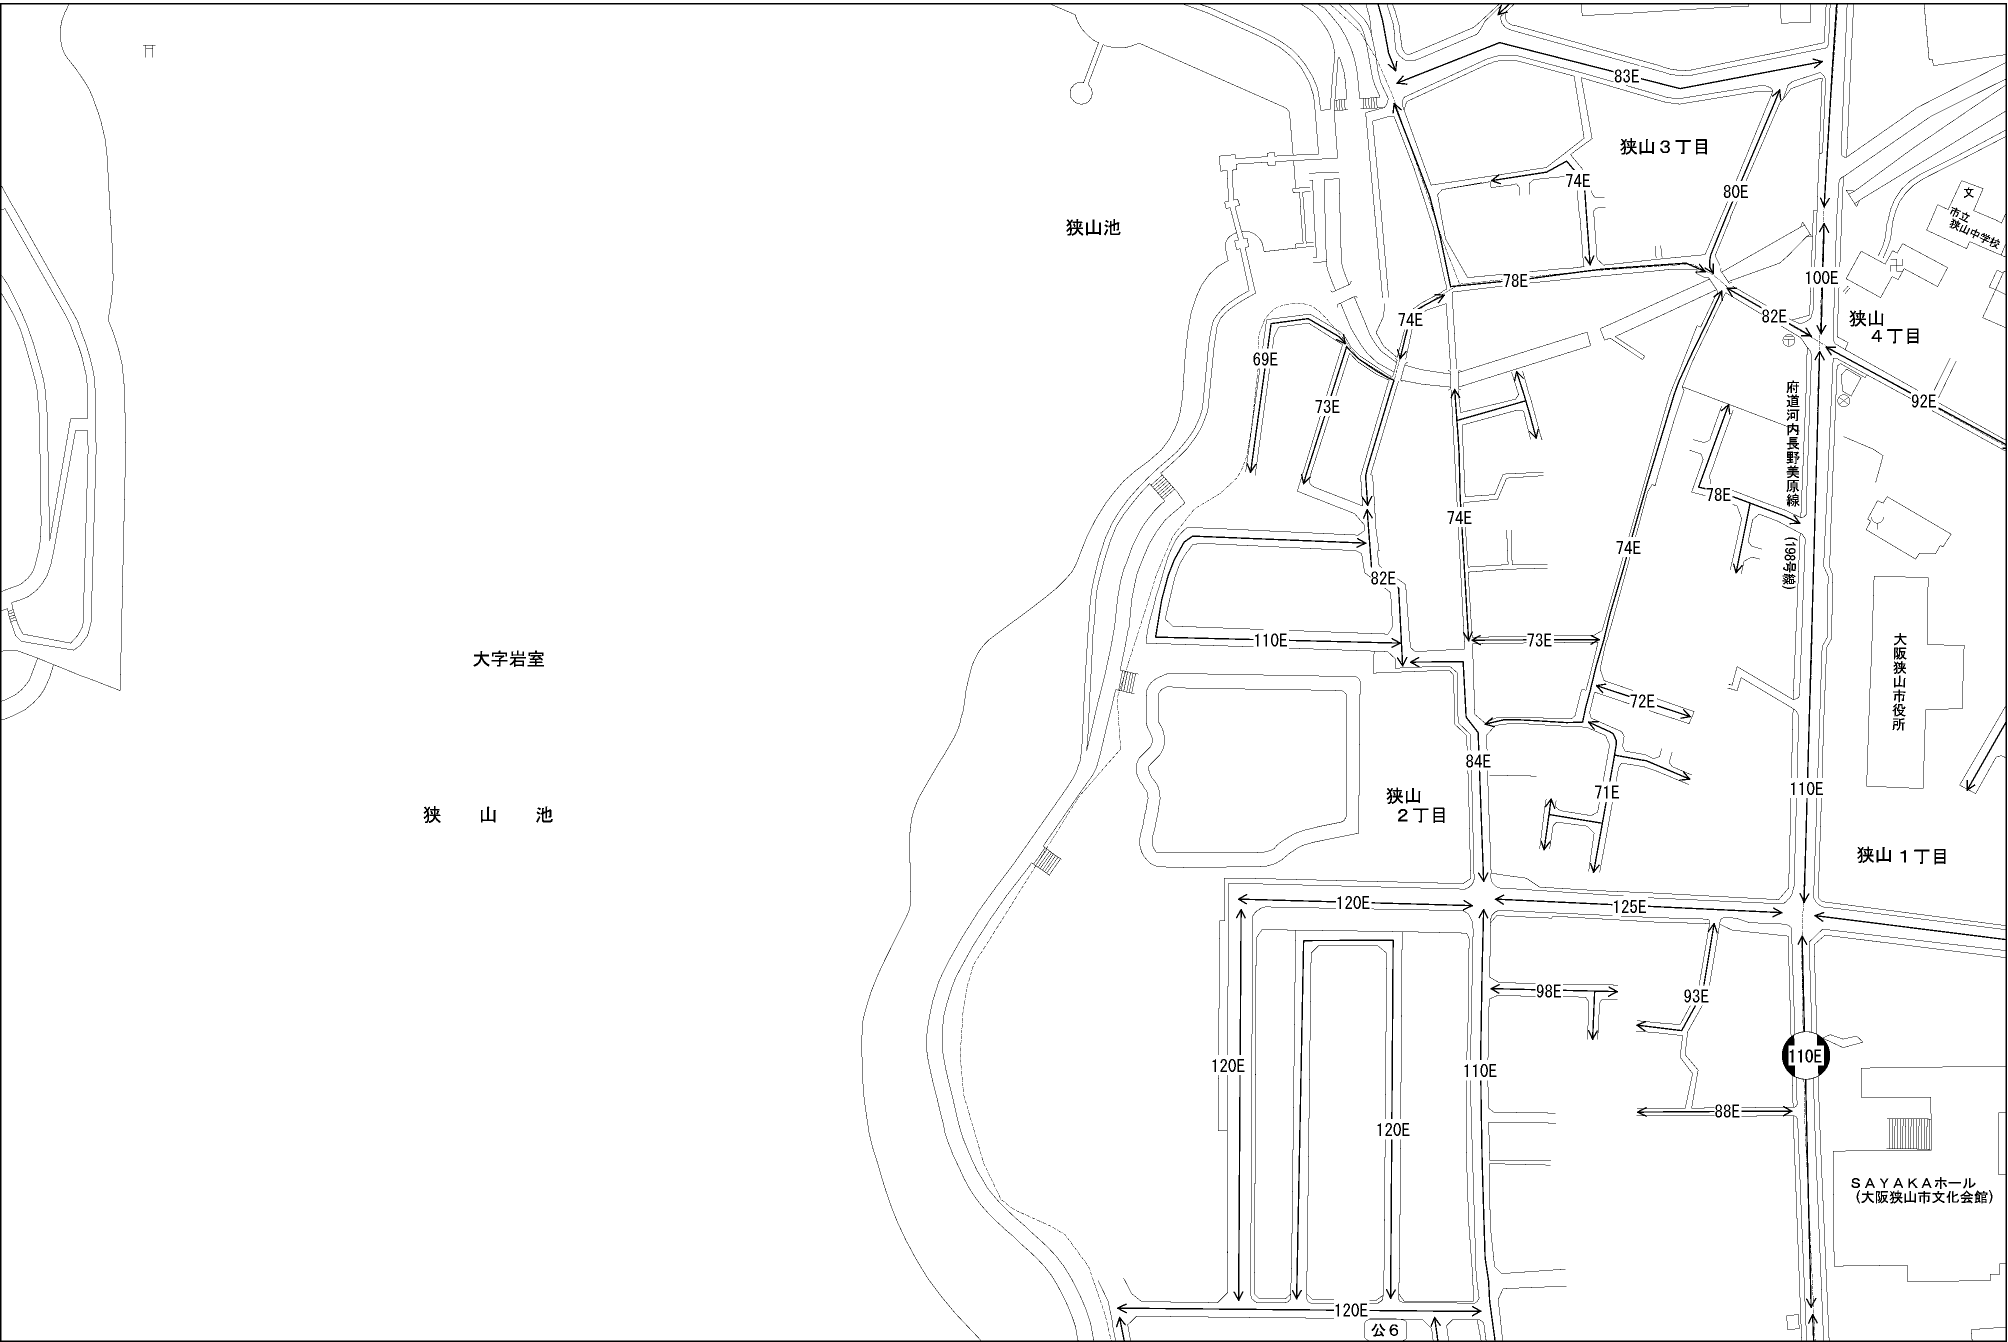 83E
狭山３丁目
74E
80E
文
市立
狭山中学校
狭山池
78E
100E
74E
82E
狭山
４丁目
69E
73E
92E
府道河内長野美原線
(198号線)
78E
74E
74E
82E
110E
73E
大字岩室
72E
大阪狭山市役所
84E
71E
110E
狭山
２丁目
狭山池
狭山１丁目
120E
125E
98E
93E
120E
110E
110E
88E
120E
ＳＡＹＡＫＡホール
(大阪狭山市文化会館)
120E
公６